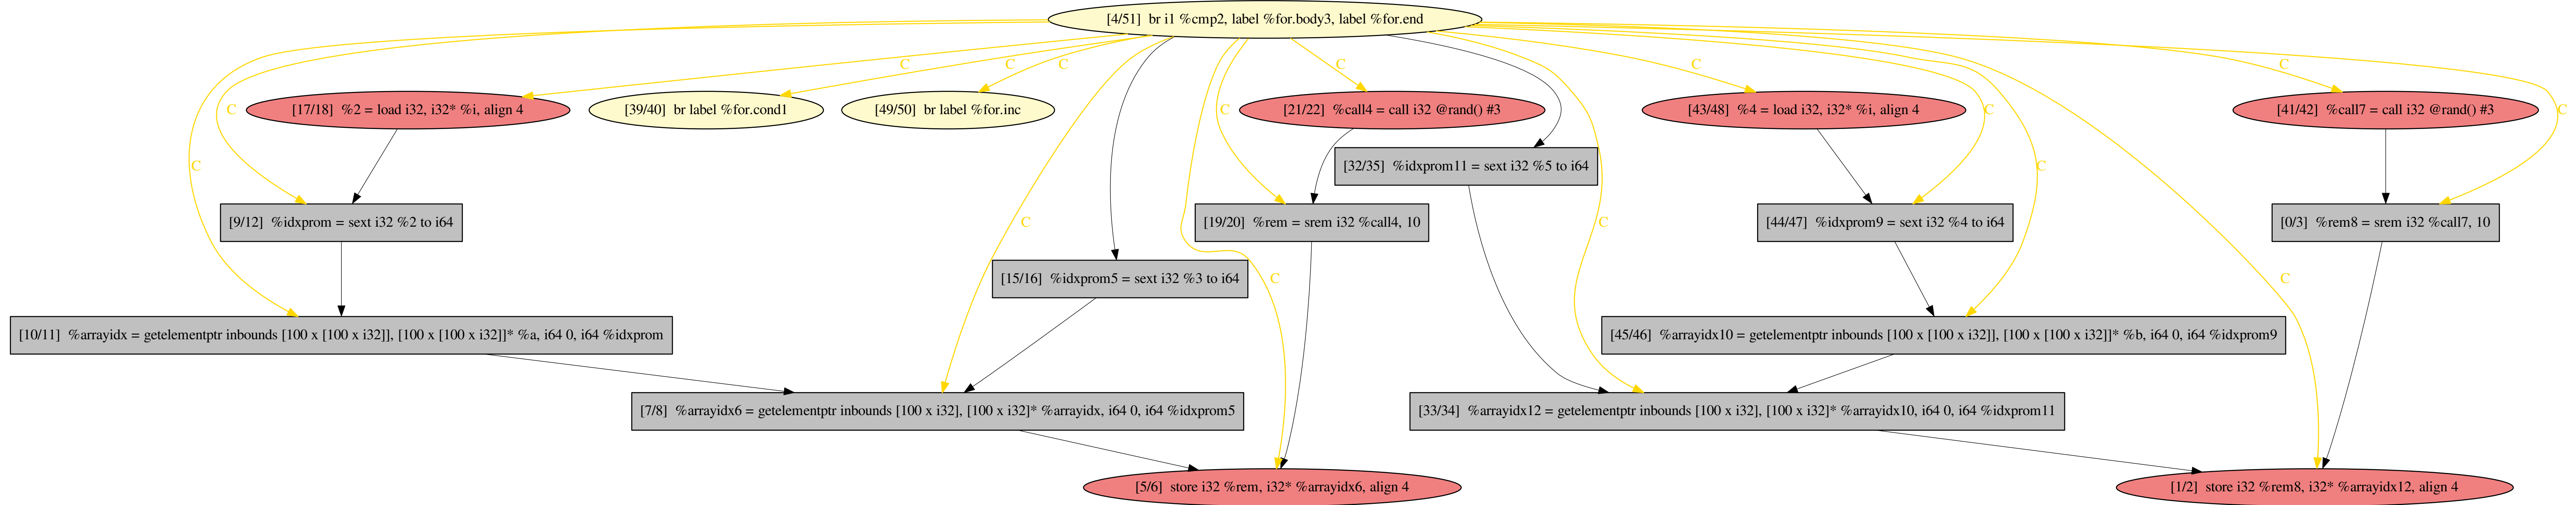 [4/51] br i1 %cmp2, label %for.body3, label %for.end
C C C C C C
[17/18] %2 = load i32, i32* %i, align 4
[39/40] br label %for.cond1
[49/50] br label %for.inc
[21/22] %call4 = call i32 @rand() #3
[43/48] %4 = load i32, i32* %i, align 4
[41/42] %call7 = call i32 @rand() #3
C C C C
C [32/35] %idxprom11 = sext i32 %5 to i64 C
[9/12] %idxprom = sext i32 %2 to i64
C
[19/20] %rem = srem i32 %call4, 10
C
[44/47] %idxprom9 = sext i32 %4 to i64
[0/3] %rem8 = srem i32 %call7, 10
[15/16] %idxprom5 = sext i32 %3 to i64
C C
[10/11] %arrayidx = getelementptr inbounds [100 x [100 x i32]], [100 x [100 x i32]]* %a, i64 0, i64 %idxprom
[45/46] %arrayidx10 = getelementptr inbounds [100 x [100 x i32]], [100 x [100 x i32]]* %b, i64 0, i64 %idxprom9
[7/8] %arrayidx6 = getelementptr inbounds [100 x i32], [100 x i32]* %arrayidx, i64 0, i64 %idxprom5
[33/34] %arrayidx12 = getelementptr inbounds [100 x i32], [100 x i32]* %arrayidx10, i64 0, i64 %idxprom11
[5/6] store i32 %rem, i32* %arrayidx6, align 4
[1/2] store i32 %rem8, i32* %arrayidx12, align 4